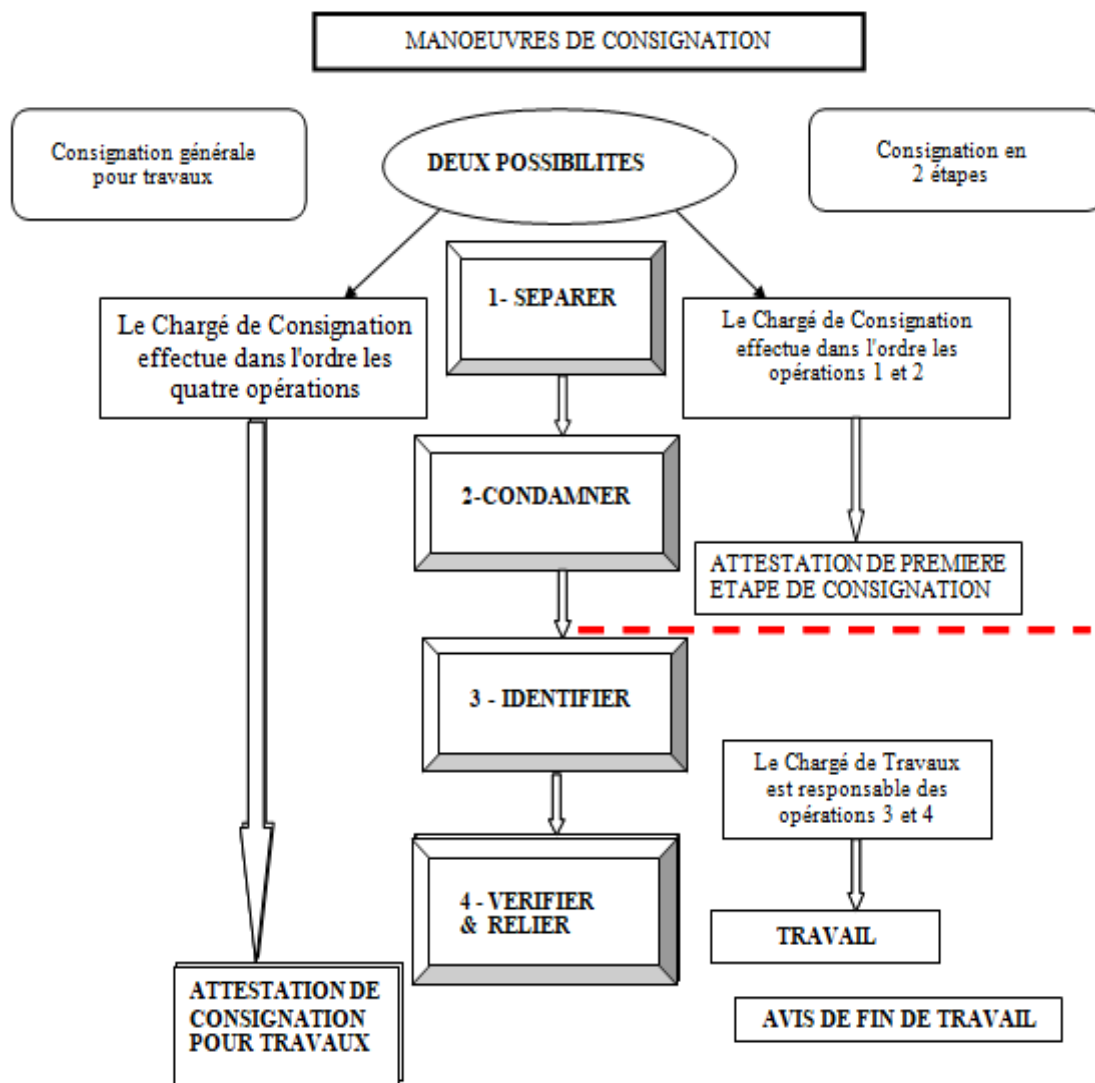 MANOEUVRES DE CONSIGNATION
Consignation générale
pour travaux
DEUX POSSIBILITES
Consignation en
2 étapes
1- SEPARER
Le Chargé de Consignation
effectue dans l'ordre les
quatre opérations
Le Chargé de Consignation
effectue dans l'ordre les
opérations 1 et 2
2-CONDAMNER
ATTESTATION DE PREMIERE
ETAPE DE CONSIGNATION
3 - IDENTIFIER
Le Chargé de Travaux
est responsable des
opérations 3 et 4
4 - VERIFIER
& RELIER
TRAVAIL
ATTESTATION DE
CONSIGNATION
POUR TRAVAUX
AVIS DE FIN DE TRAVAIL